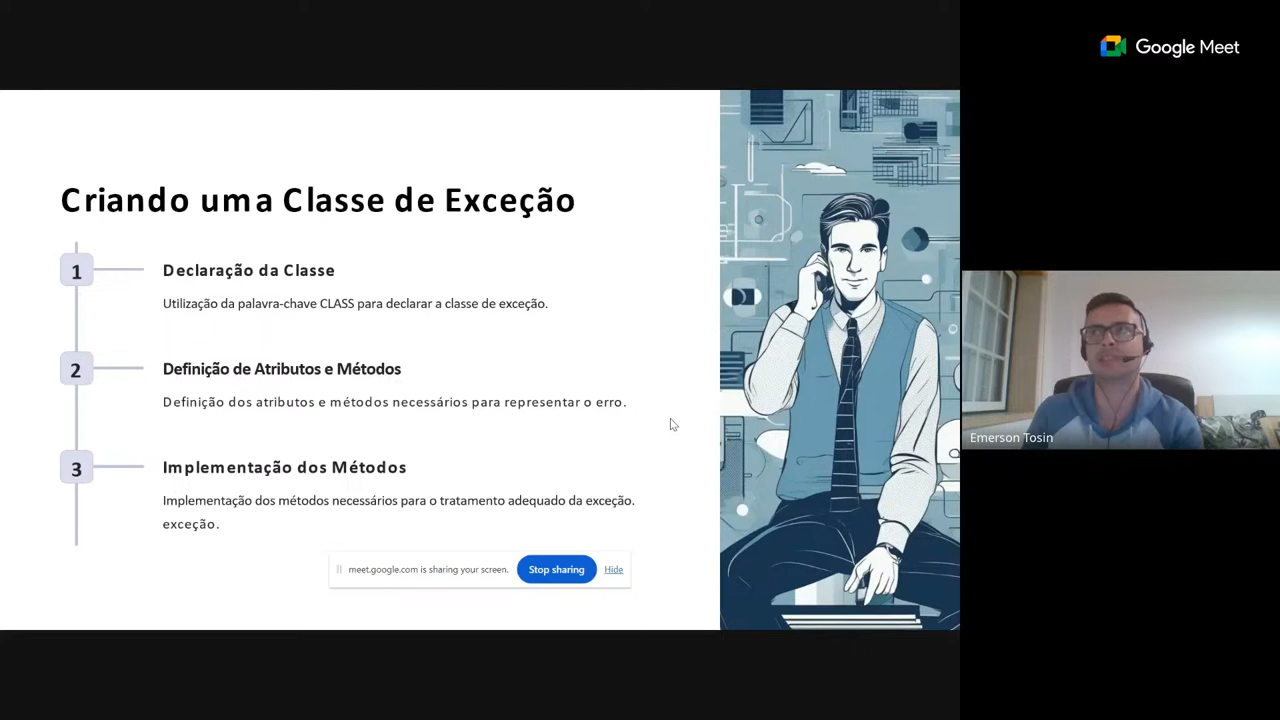 Google Meet
Criando uma Classe de Exceção
1
Declaração da Classe
Utilização da palavra-chave CLASS para declarar a classe de exceção.
2
Definição de Atributos e Métodos
Definição dos atributos e métodos necessários para representar o erro.
3
Implementação dos Métodos
Implementação dos métodos necessários para o tratamento adequado da exceção.
exceção.
meet.google.com is sharing your screen. Stop sharing Hide
Emerson Tosin